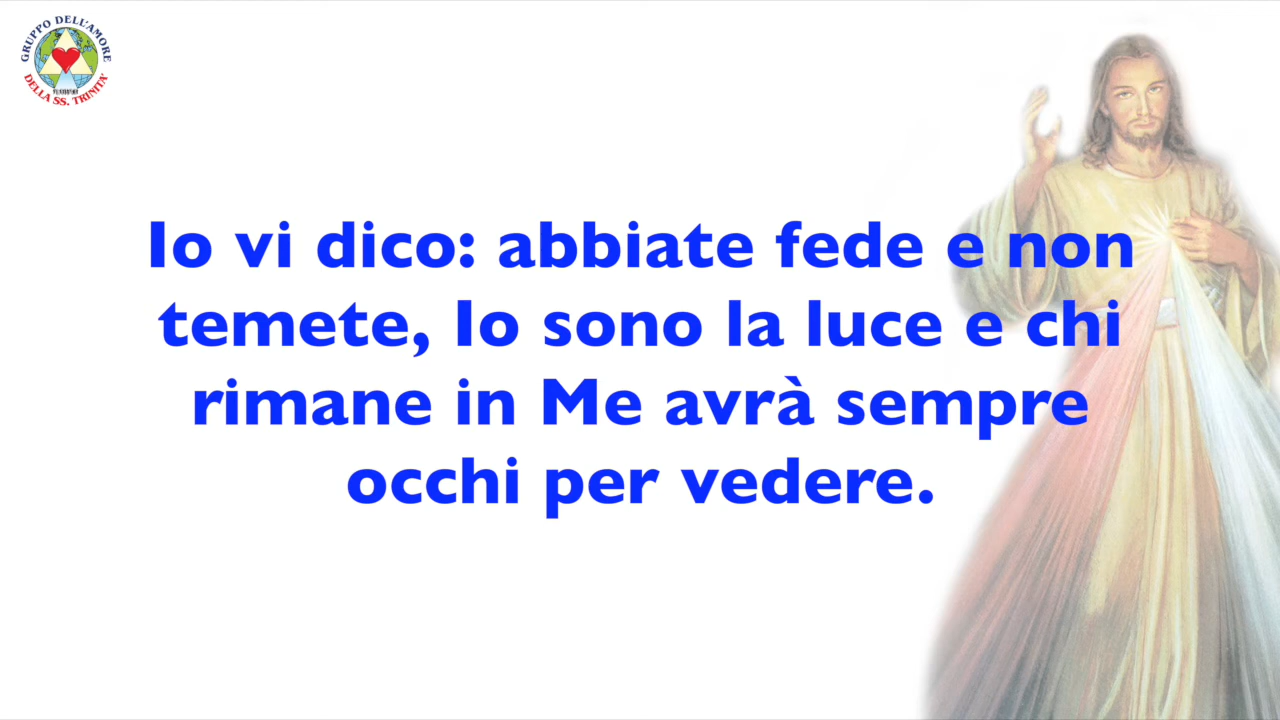 GRUPPO DELL'AMORE
DELLA SS. TRINITA'
Io vi dico: abbiate fede e non
temete, Io sono la luce e chi
rimane in Me avrà sempre
occhi per vedere.